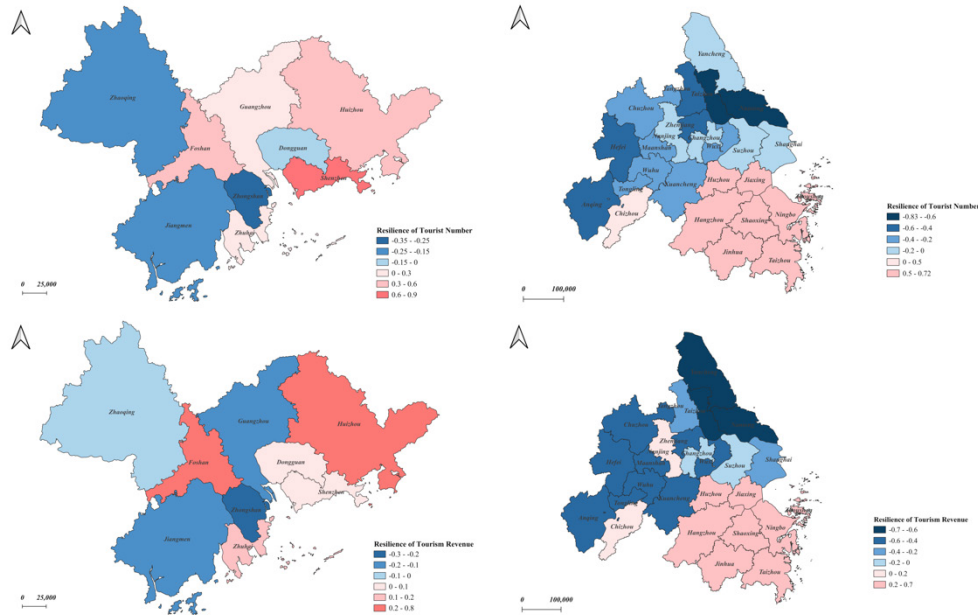 Zhaoqing
Guangzhou
Huizhou
Foshan
Dongguan
Shenzhen
Zhongshan
Jiangmen
Zhuhai
Resilience of Tourist Number
-0.35 - -0.25
-0.25 - -0.15
-0.15 - 0
0 - 0.3
0.3 - 0.6
0.6 - 0.9
0 25,000
Yancheng
Chuzhou
Zhenjiang
Nanjing
Changzhou
Hefei
Maanshan
Wuxi
Suzhou
Shanghai
Wuhu
Tongling
Xuancheng
Huzhou
Jiaxing
Anqing
Chizhou
Hangzhou
Shaoxing
Ningbo
Jinhua
Taizhou
Resilience of Tourist Number
-0.83 - -0.6
-0.6 - -0.4
-0.4 - -0.2
-0.2 - 0
0 - 0.5
0.5 - 0.72
0 100,000
Zhaoqing
Guangzhou
Huizhou
Foshan
Dongguan
Shenzhen
Zhongshan
Jiangmen
Zhuhai
Resilience of Tourism Revenue
-0.3 - -0.2
-0.2 - -0.1
-0.1 - 0
0 - 0.1
0.1 - 0.2
0.2 - 0.8
0 25,000
Chuzhou
Zhenjiang
Nanjing
Changzhou
Hefei
Maanshan
Suzhou
Shanghai
Wuhu
Xuancheng
Huzhou
Jiaxing
Anqing
Chizhou
Hangzhou
Shaoxing
Ningbo
Jinhua
Taizhou
Resilience of Tourism Revenue
-0.7 - -0.6
-0.6 - -0.4
-0.4 - -0.2
-0.2 - 0
0 - 0.2
0.2 - 0.7
0 100,000